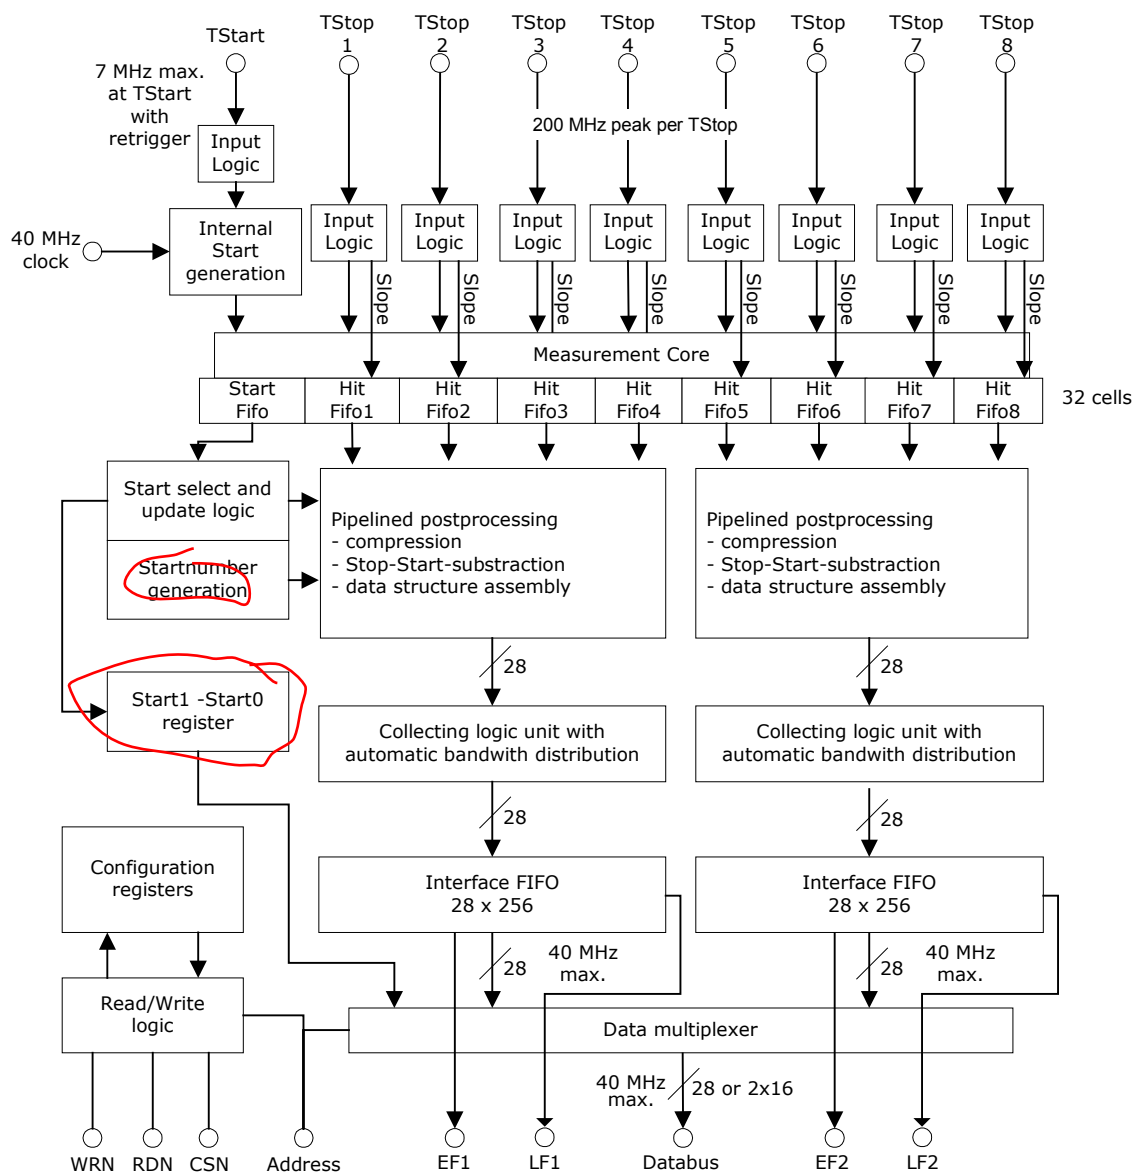 TStart
TStop
1
TStop
2
TStop
3
TStop
4
TStop
5
TStop
6
TStop
7
TStop
8
7 MHz max.
at TStart
with
retrigger
200 MHz peak per TStop
Input
Logic
40 MHz
clock
Internal
Start
generation
Input
Logic
Input
Logic
Input
Logic
Input
Logic
Input
Logic
Input
Logic
Input
Logic
Input
Logic
Slope
Slope
Slope
Slope
Slope
Slope
Slope
Slope
Measurement Core
Start
Fifo
Hit
Fifo1
Hit
Fifo2
Hit
Fifo3
Hit
Fifo4
Hit
Fifo5
Hit
Fifo6
Hit
Fifo7
Hit
Fifo8
32 cells
Start select and
update logic
Startnumber
generation
Pipelined postprocessing
- compression
- Stop-Start-substraction
- data structure assembly
Pipelined postprocessing
- compression
- Stop-Start-substraction
- data structure assembly
28
28
Start1 -Start0
register
Collecting logic unit with
automatic bandwith distribution
Collecting logic unit with
automatic bandwith distribution
28
28
Configuration
registers
Interface FIFO
28 x 256
Interface FIFO
28 x 256
28
40 MHz
max.
28
40 MHz
max.
Read/Write
logic
Data multiplexer
40 MHz
max.
28 or 2x16
WRN
RDN
CSN
Address
EF1
LF1
Databus
EF2
LF2